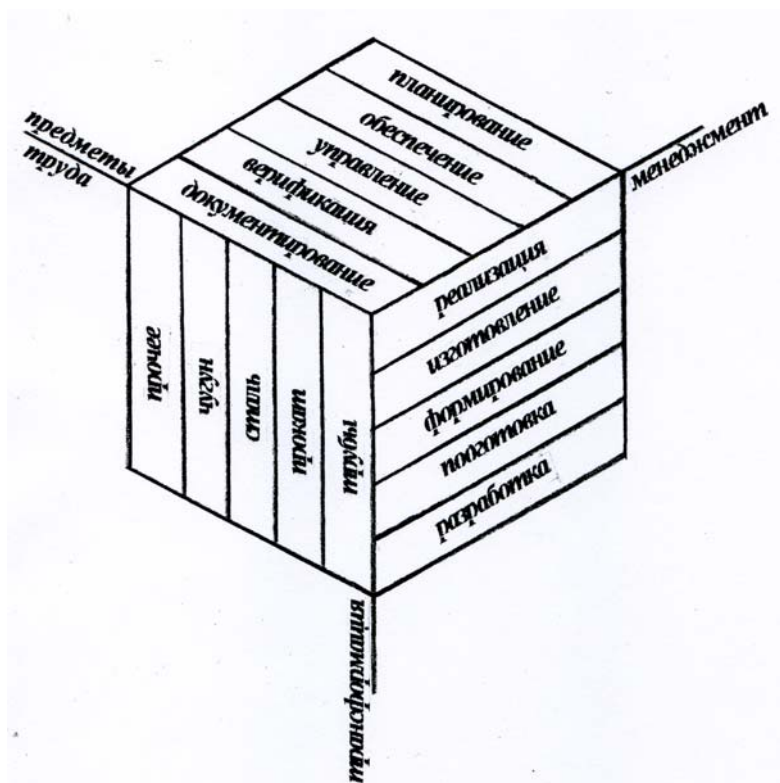 планирование
обеспечение
управление
верификация
документирование
предметы
труда
менеджмент
прочее
чугун
сталь
прокат
трубы
реализация
изготовление
формирование
подготовка
разработка
трансформация